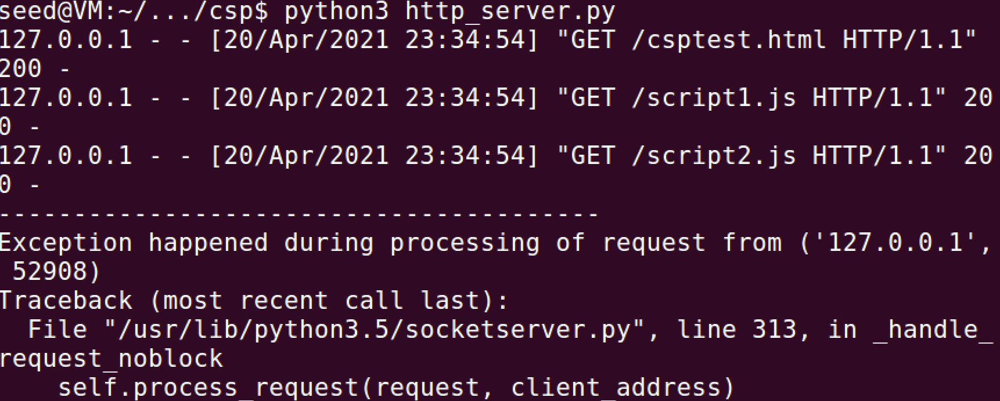 seed@VM:~/.../csp$ python3 http_server.py
127.0.0.1 - - [20/Apr/2021 23:34:54] "GET /csptest.html HTTP/1.1"
200 -
127.0.0.1 - - [20/Apr/2021 23:34:54] "GET /script1.js HTTP/1.1" 20
0 -
127.0.0.1 - - [20/Apr/2021 23:34:54] "GET /script2.js HTTP/1.1" 20
0 -
----------------------------------------
Exception happened during processing of request from ('127.0.0.1',
 52908)
Traceback (most recent call last):
  File "/usr/lib/python3.5/socketserver.py", line 313, in _handle_
request_noblock
    self.process_request(request, client_address)